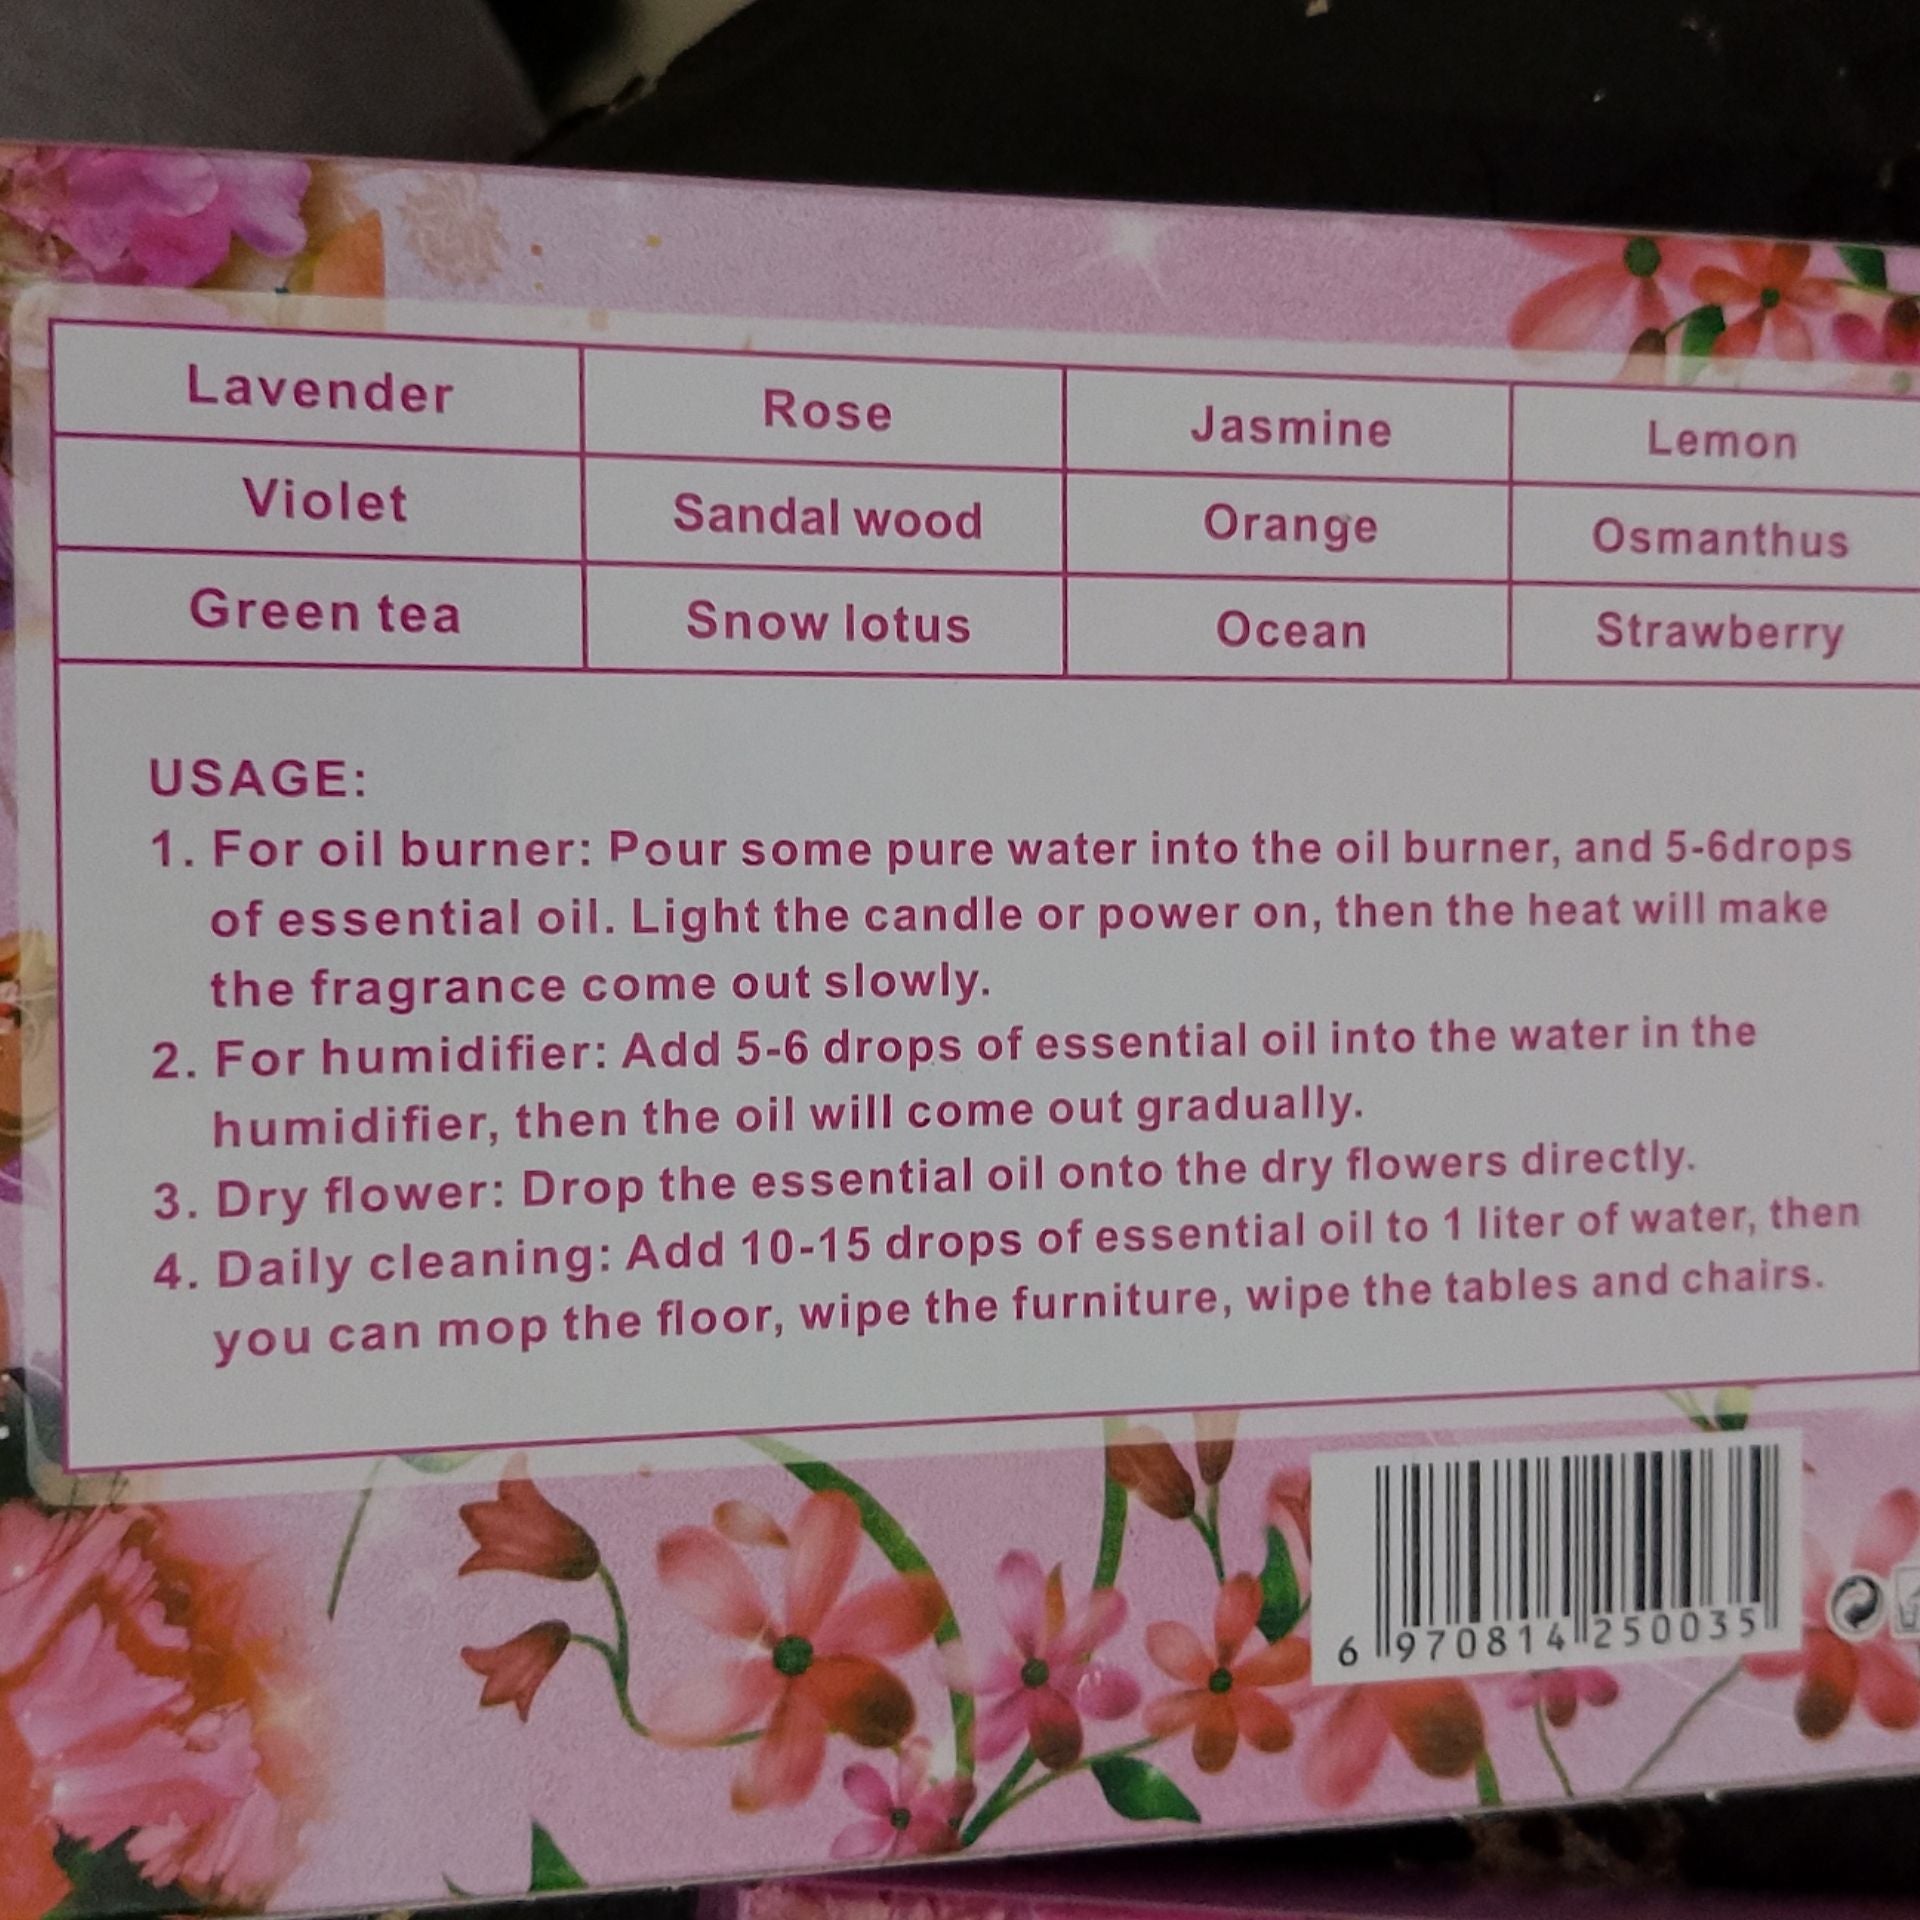 Lavender Rose Jasmine Lemon
Violet Sandal wood Orange Osmanthus
Green tea Snow lotus Ocean Strawberry
USAGE:
1. For oil burner: Pour some pure water into the oil burner, and 5-6drops
of essential oil. Light the candle or power on, then the heat will make
the fragrance come out slowly.
2. For humidifier: Add 5-6 drops of essential oil into the water in the
humidifier, then the oil will come out gradually.
3. Dry flower: Drop the essential oil onto the dry flowers directly.
4. Daily cleaning: Add 10-15 drops of essential oil to 1 liter of water, then
you can mop the floor, wipe the furniture, wipe the tables and chairs.
6 970814 250035